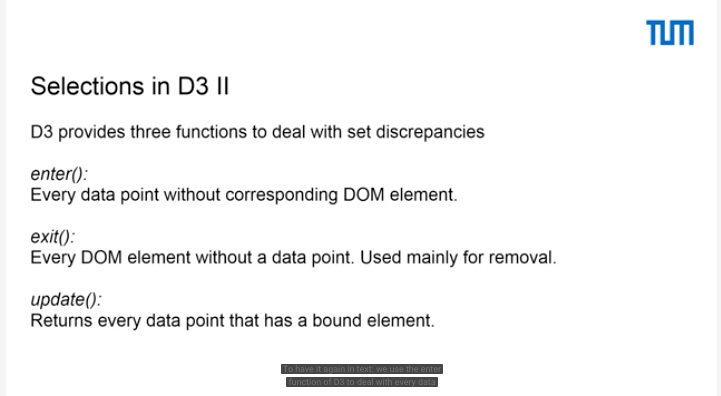 TUM
Selections in D3 II
D3 provides three functions to deal with set discrepancies
enter():
Every data point without corresponding DOM element.
exit():
Every DOM element without a data point. Used mainly for removal.
update():
Returns every data point that has a bound element.
To have it again in text: we use the enter
function of D3 to deal with every data